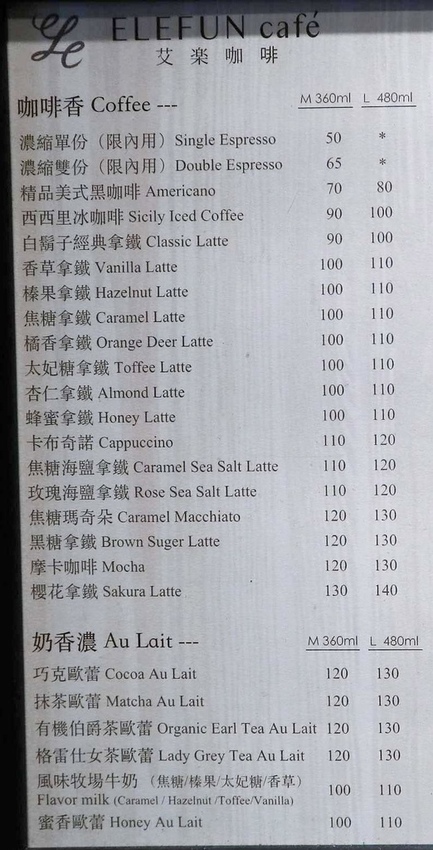 ELEFUN café
艾楽咖啡
咖啡香 Coffee --- M 360ml L 480ml
濃縮單份（限內用）Single Espresso 50 *
濃縮雙份（限內用）Double Espresso 65 *
精品美式黑咖啡 Americano 70 80
西西里冰咖啡 Sicily Iced Coffee 90 100
白鬍子經典拿鐵 Classic Latte 90 100
香草拿鐵 Vanilla Latte 100 110
榛果拿鐵 Hazelnut Latte 100 110
焦糖拿鐵 Caramel Latte 100 110
橘香拿鐵 Orange Deer Latte 100 110
太妃糖拿鐵 Toffee Latte 100 110
杏仁拿鐵 Almond Latte 100 110
蜂蜜拿鐵 Honey Latte 100 110
卡布奇諾 Cappuccino 110 120
焦糖海鹽拿鐵 Caramel Sea Salt Latte 110 120
玫瑰海鹽拿鐵 Rose Sea Salt Latte 110 120
焦糖瑪奇朵 Caramel Macchiato 120 130
黑糖拿鐵 Brown Suger Latte 120 130
摩卡咖啡 Mocha 120 130
櫻花拿鐵 Sakura Latte 130 140
奶香濃 Au Lait --- M 360ml L 480ml
巧克歐蕾 Cocoa Au Lait 120 130
抹茶歐蕾 Matcha Au Lait 120 130
有機伯爵茶歐蕾 Organic Earl Tea Au Lait 120 130
格雷仕女茶歐蕾 Lady Grey Tea Au Lait 120 130
風味牧場牛奶 （焦糖/榛果/太妃糖/香草）
Flavor milk (Caramel / Hazelnut /Toffee/Vanilla) 100 110
蜜香歐蕾 Honey Au Lait 100 110